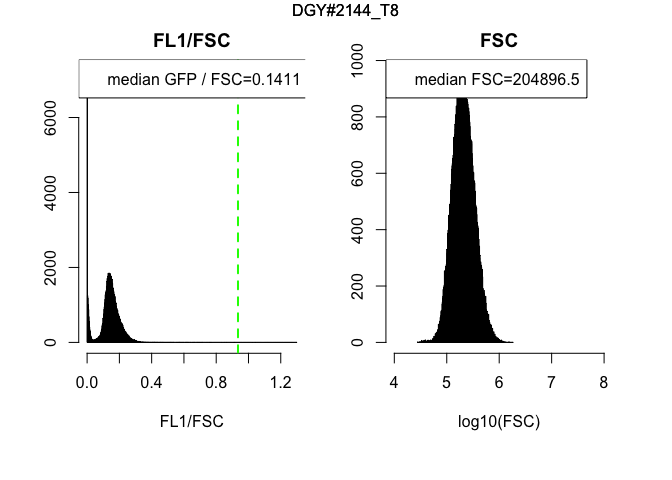 DGY#2144_T8
FL1/FSC
median GFP / FSC=0.1411
0
2000
4000
6000
0.0 0.4 0.8 1.2
FL1/FSC
FSC
median FSC=204896.5
0
200
400
600
800
1000
4 5 6 7 8
log10(FSC)